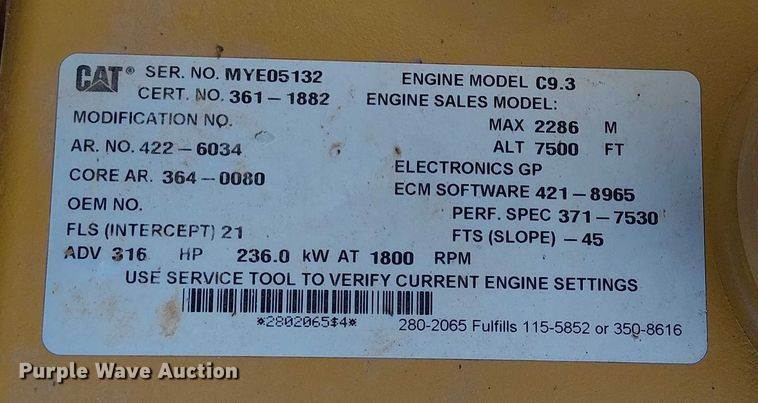 CAT® SER. NO. MYE05132 ENGINE MODEL C9.3
CERT. NO. 361-1882 ENGINE SALES MODEL:
MODIFICATION NO. MAX 2286 M
ALT 7500 FT
AR. NO. 422-6034 ELECTRONICS GP
CORE AR. 364-0080 ECM SOFTWARE 421-8965
OEM NO. PERF. SPEC 371-7530
FLS (INTERCEPT) 21 FTS (SLOPE) -45
ADV 316 HP 236.0 kW AT 1800 RPM
USE SERVICE TOOL TO VERIFY CURRENT ENGINE SETTINGS
*2802065$4* 280-2065 Fulfills 115-5852 or 350-8616
Purple Wave Auction